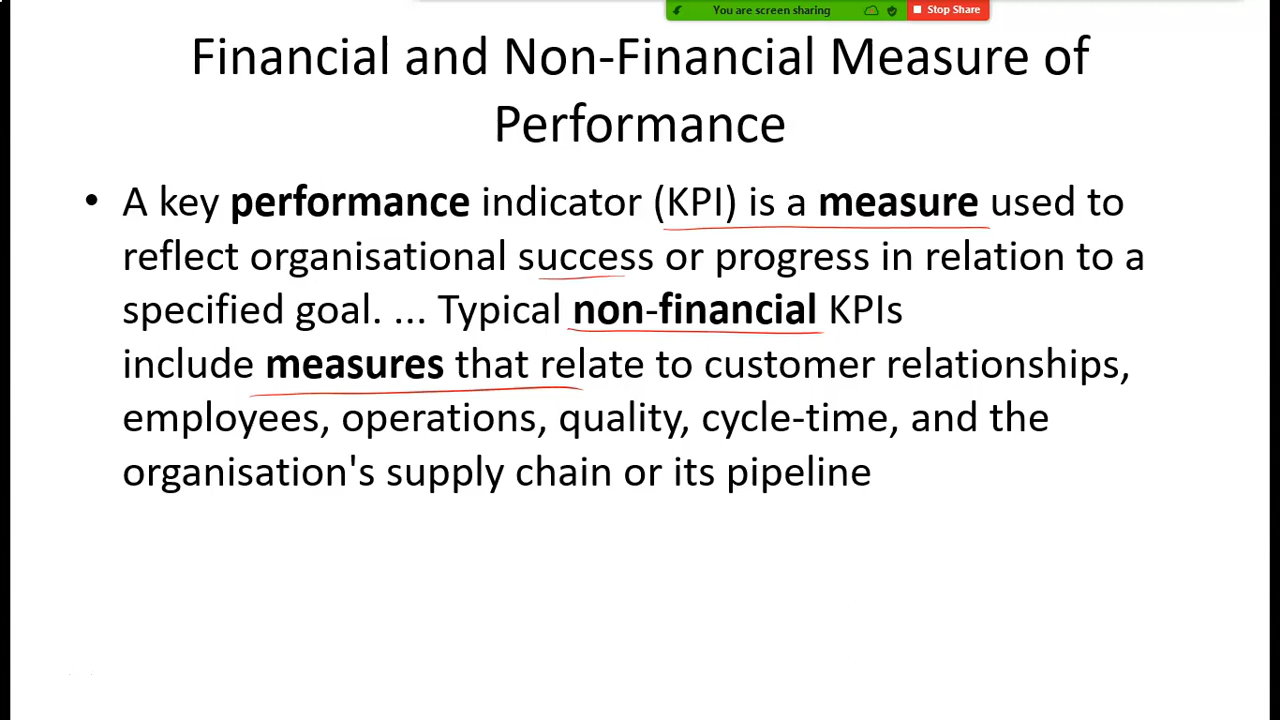 You are screen sharing
Stop Share
Financial and Non-Financial Measure of
Performance
• A key performance indicator (KPI) is a measure used to
reflect organisational success or progress in relation to a
specified goal. ... Typical non-financial KPIs
include measures that relate to customer relationships,
employees, operations, quality, cycle-time, and the
organisation's supply chain or its pipeline